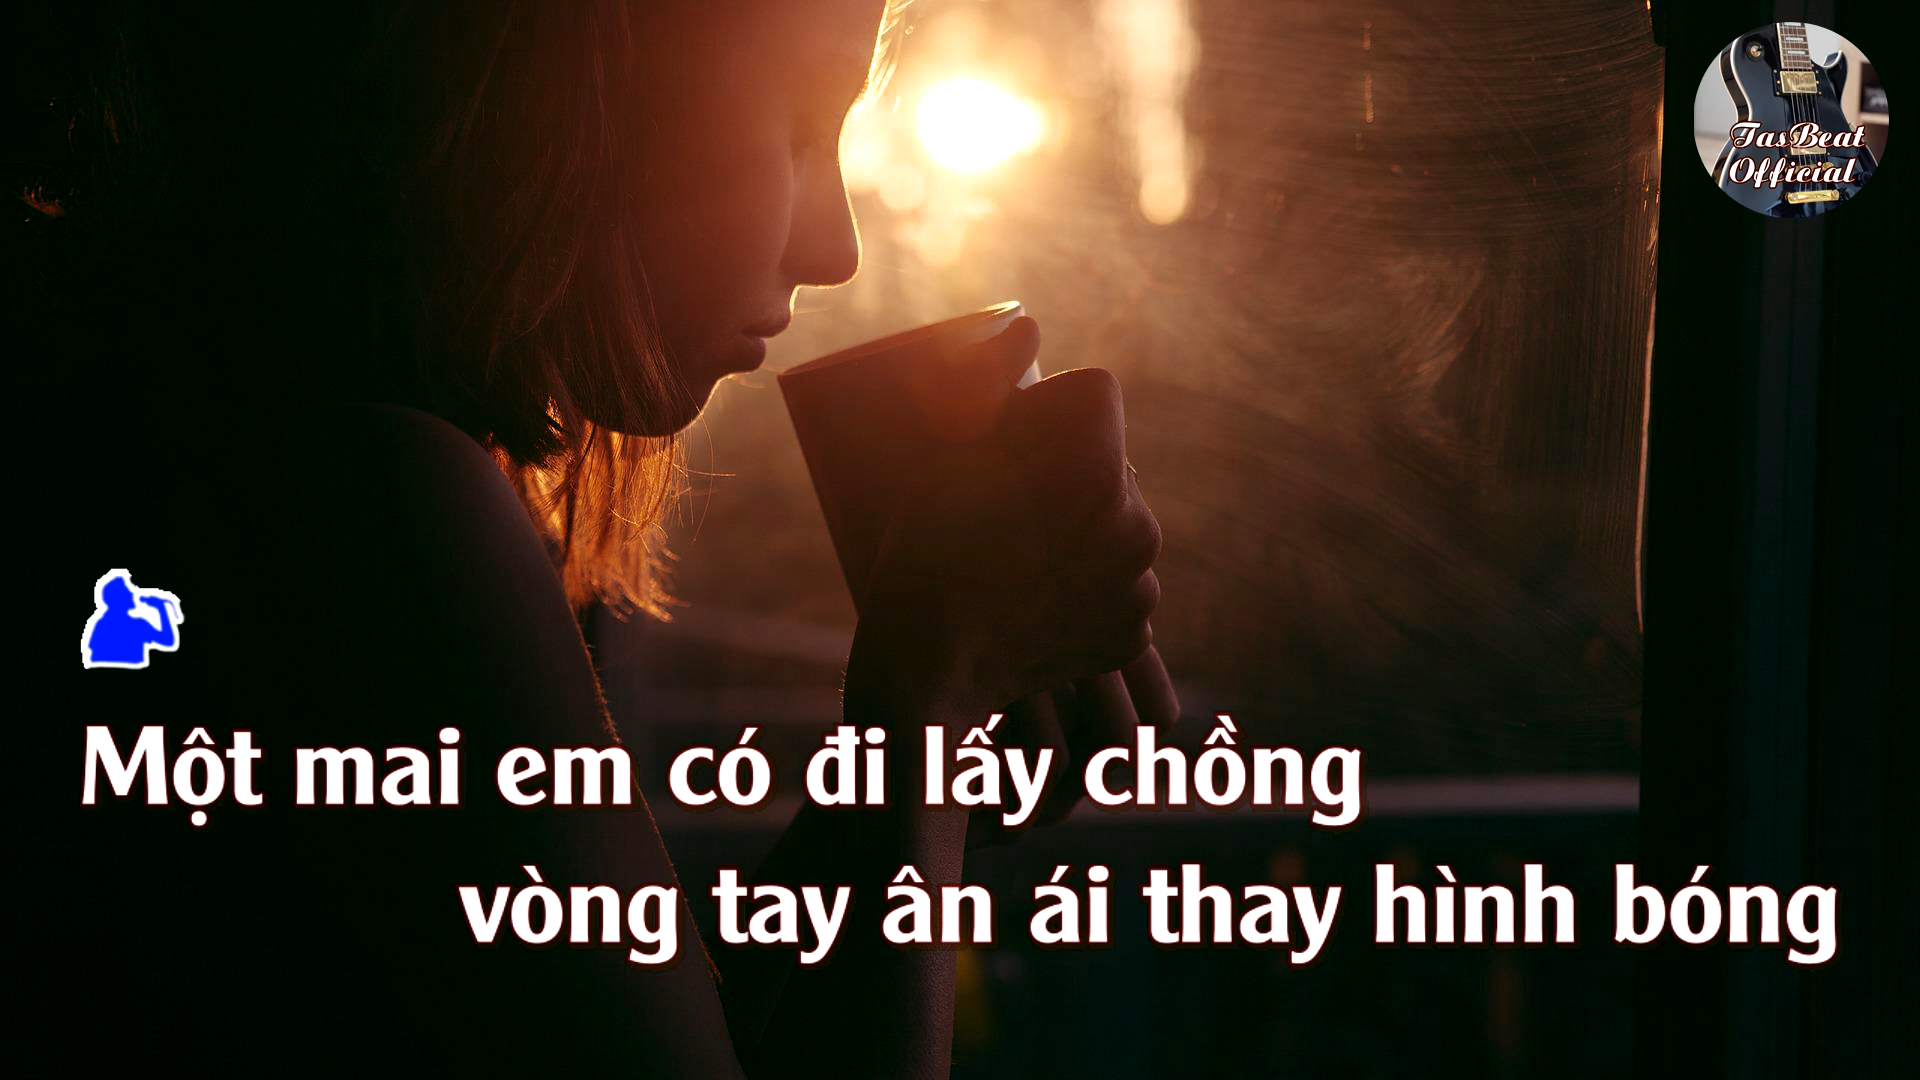 TasBeat
Official
Một mai em có đi lấy chồng
vòng tay ân ái thay hình bóng